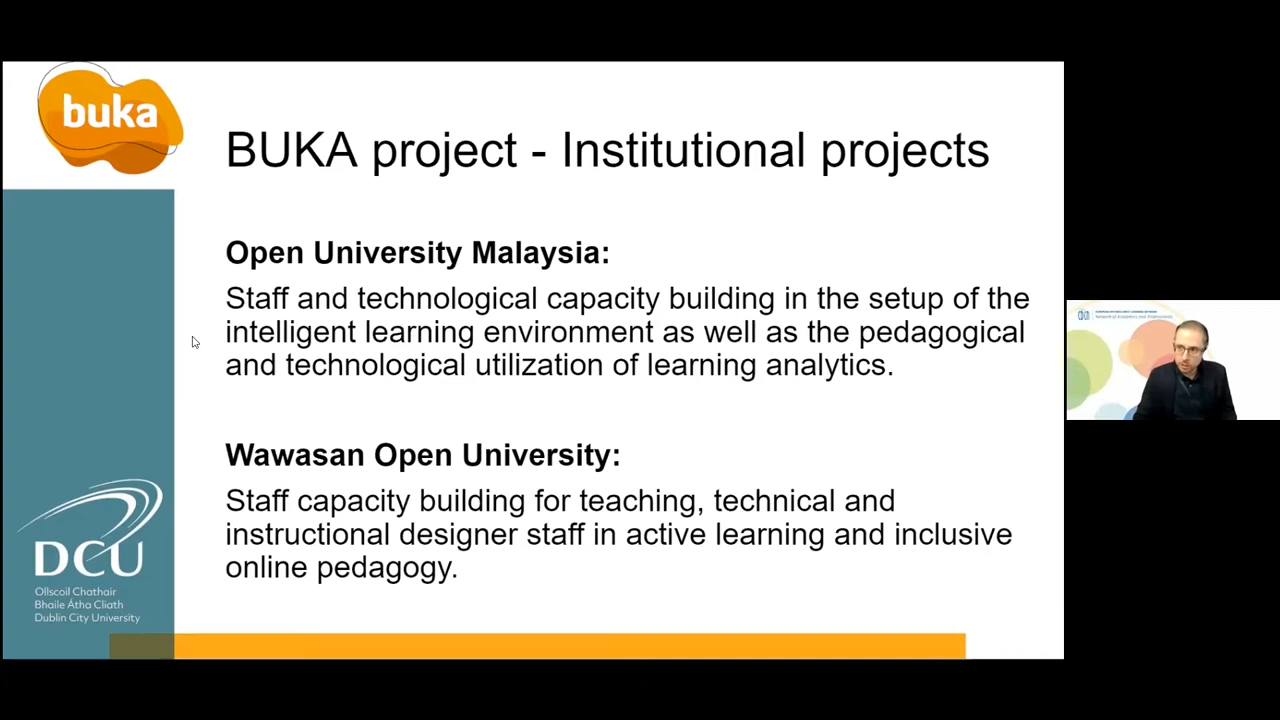 buka
BUKA project - Institutional projects
Open University Malaysia:
Staff and technological capacity building in the setup of the
intelligent learning environment as well as the pedagogical
and technological utilization of learning analytics.
Wawasan Open University:
Staff capacity building for teaching, technical and
instructional designer staff in active learning and inclusive
online pedagogy.
DCU
Ollscoil Chathair
Bhaile Átha Cliath
Dublin City University